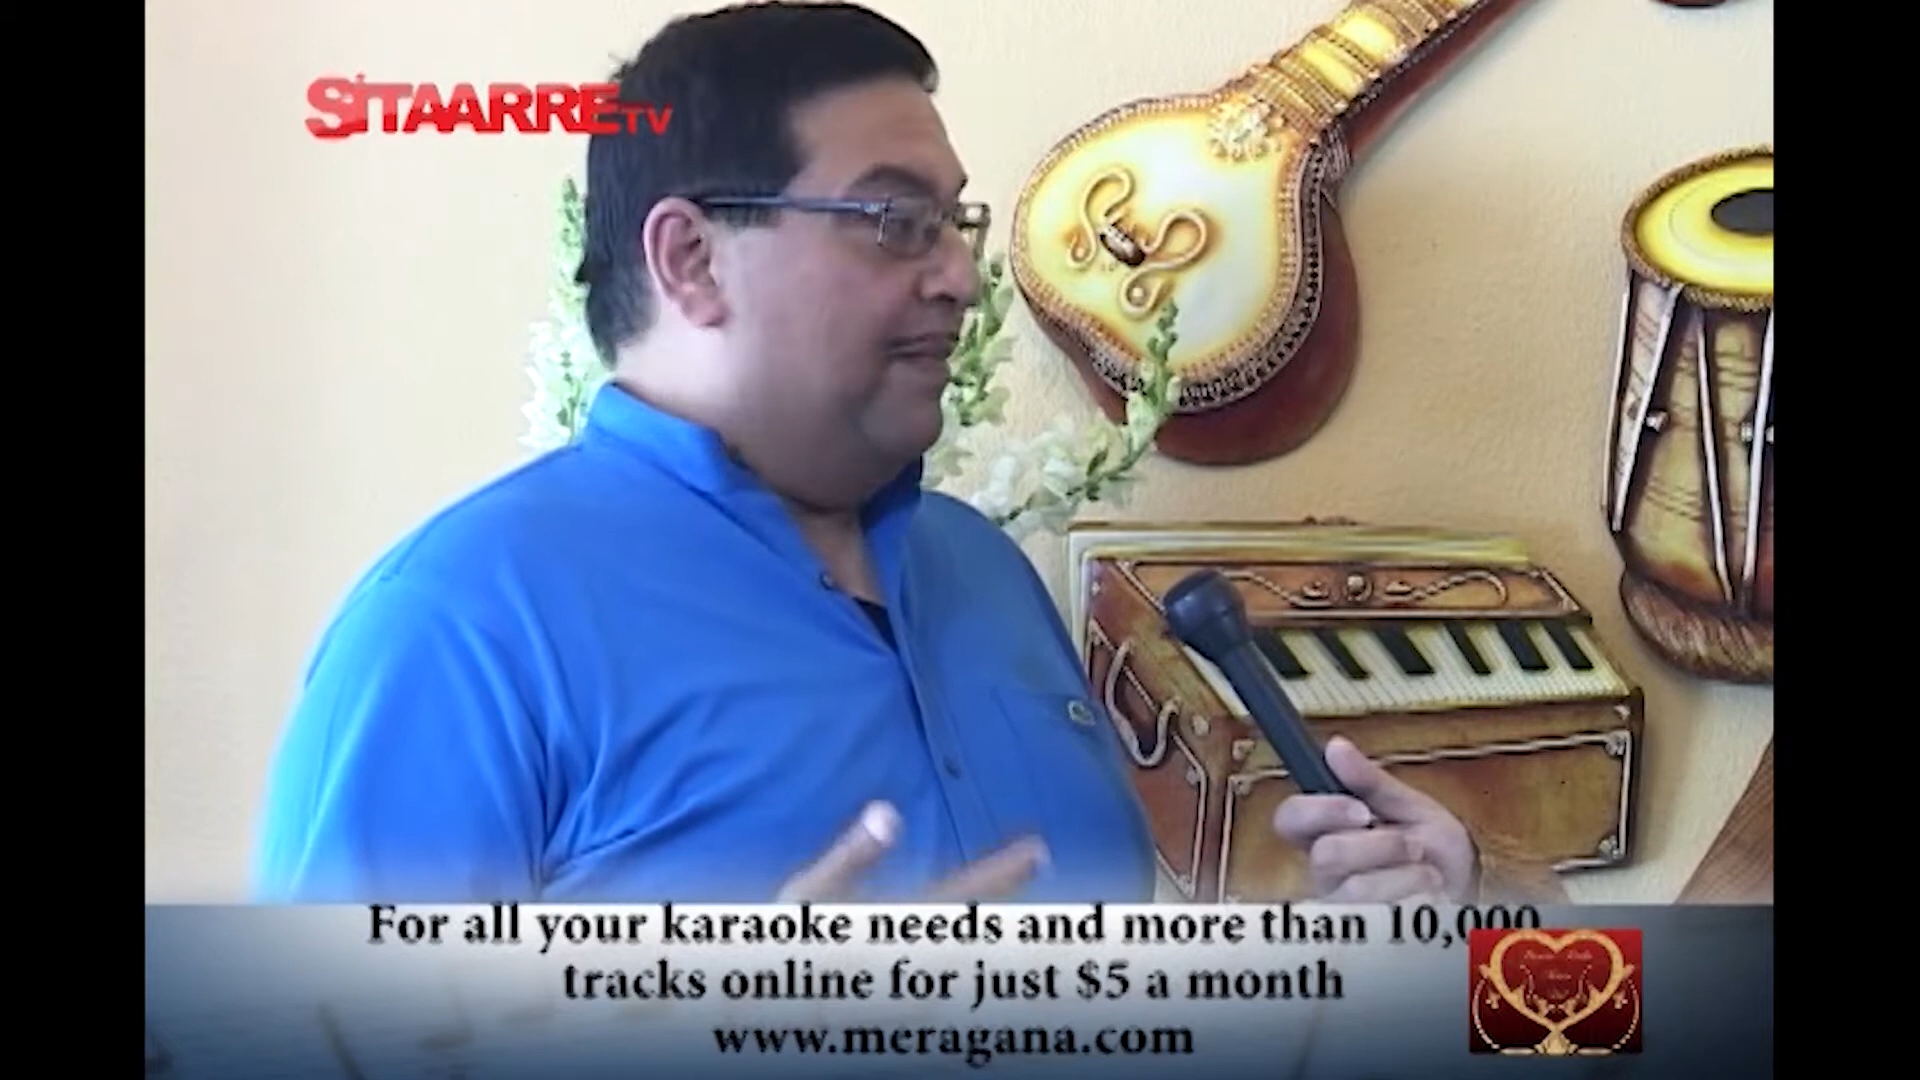 SITAARRE TV
For all your karaoke needs and more than 10,000
tracks online for just $5 a month
www.meragana.com